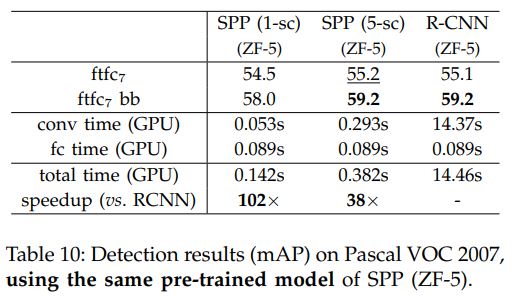 SPP (1-sc) SPP (5-sc) R-CNN
(ZF-5) (ZF-5) (ZF-5)
ftfc₇ 54.5 55.2 55.1
ftfc₇ bb 58.0 59.2 59.2
conv time (GPU) 0.053s 0.293s 14.37s
fc time (GPU) 0.089s 0.089s 0.089s
total time (GPU) 0.142s 0.382s 14.46s
speedup (vs. RCNN) 102× 38× -
Table 10: Detection results (mAP) on Pascal VOC 2007,
using the same pre-trained model of SPP (ZF-5).